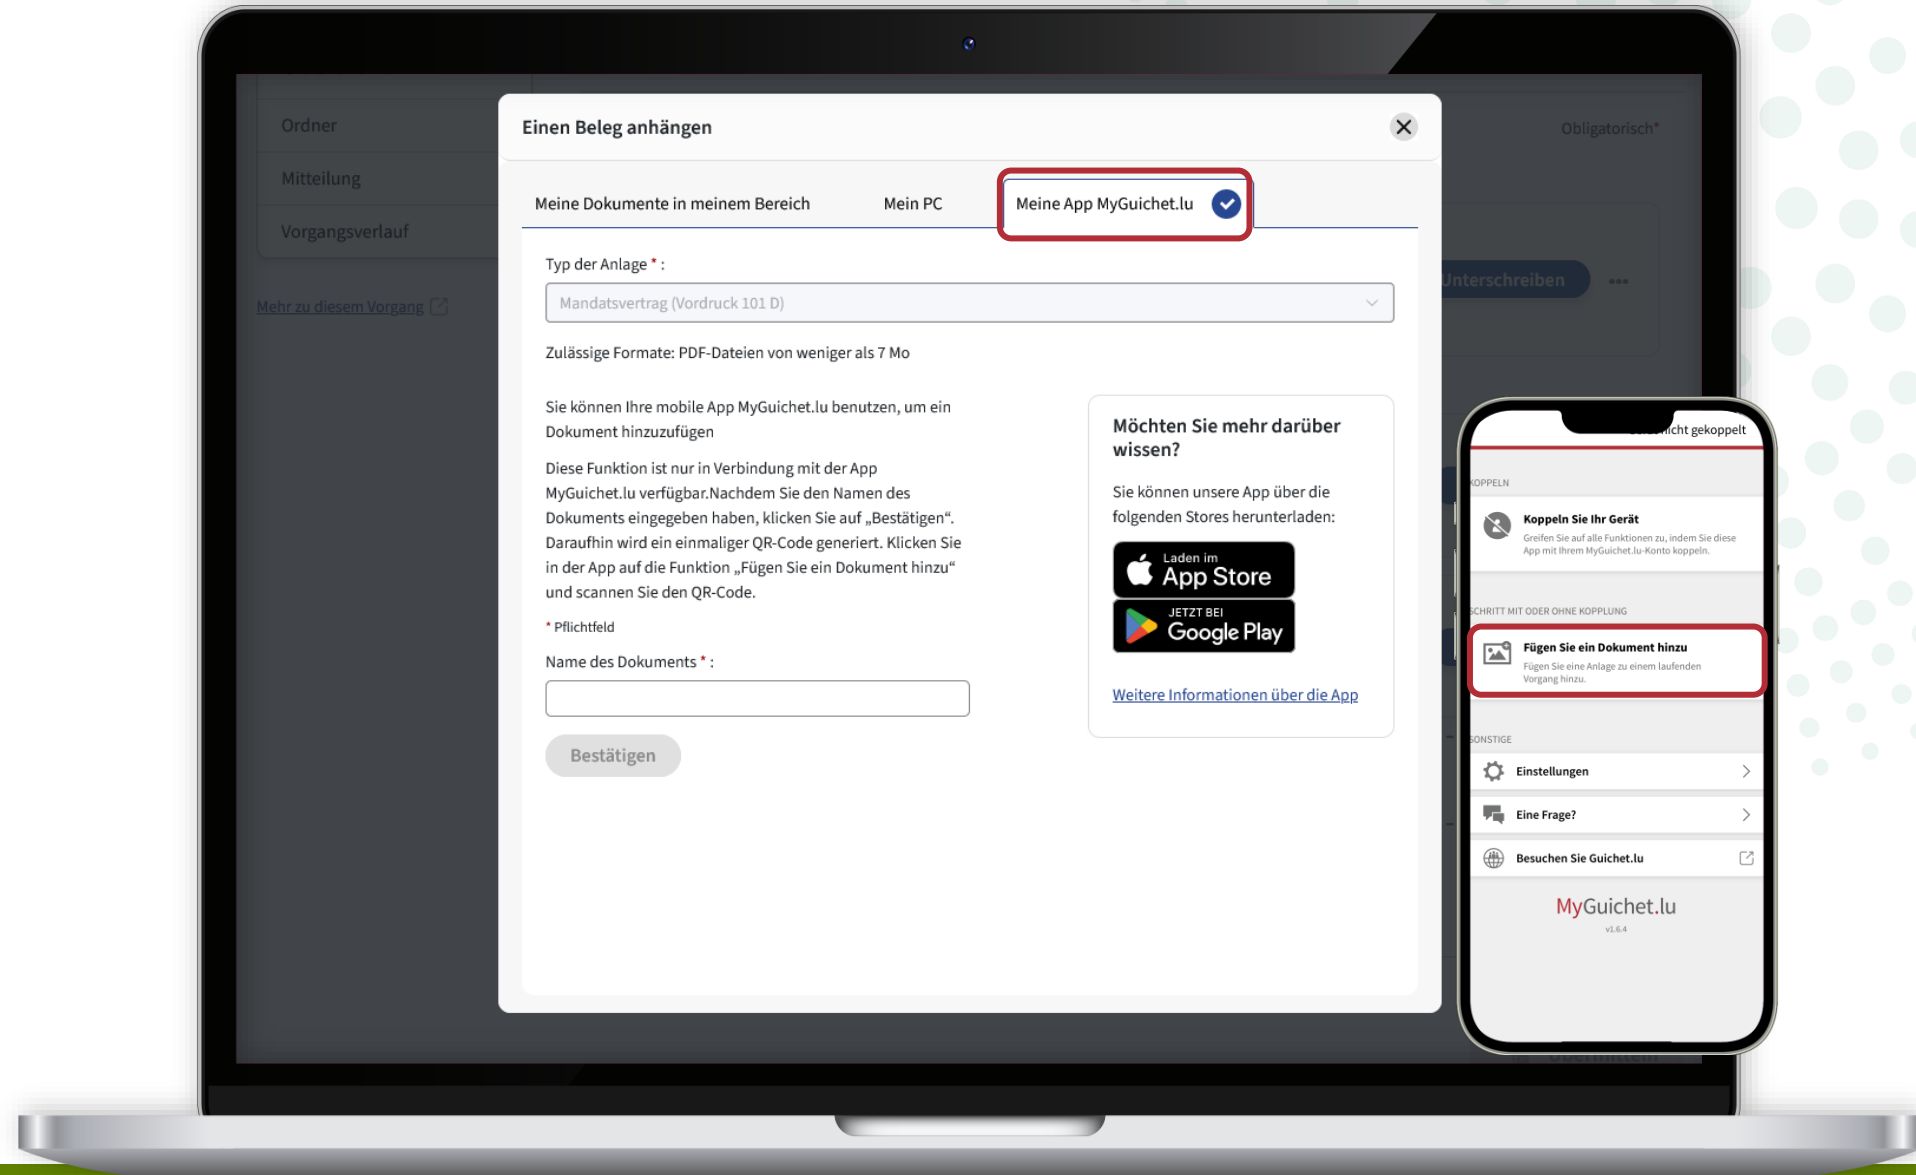 Ordner
Mitteilung
Vorgangsverlauf
Mehr zu diesem Vorgang
Einen Beleg anhängen
Obligatorisch*
Meine Dokumente in meinem Bereich
Mein PC
Meine App MyGuichet.lu
Typ der Anlage * :
Mandatsvertrag (Vordruck 101 D)
Unterschreiben
Zulässige Formate: PDF-Dateien von weniger als 7 Mo
Sie können Ihre mobile App MyGuichet.lu benutzen, um ein
Dokument hinzuzufügen
Diese Funktion ist nur in Verbindung mit der App
MyGuichet.lu verfügbar.Nachdem Sie den Namen des
Dokuments eingegeben haben, klicken Sie auf „Bestätigen“.
Daraufhin wird ein einmaliger QR-Code generiert. Klicken Sie
in der App auf die Funktion „Fügen Sie ein Dokument hinzu“
und scannen Sie den QR-Code.
* Pflichtfeld
Name des Dokuments * :
Bestätigen
Möchten Sie mehr darüber
wissen?
Sie können unsere App über die
folgenden Stores herunterladen:
Laden im
App Store
JETZT BEI
Google Play
Weitere Informationen über die App
gekoppelt
KOPPELN
Koppeln Sie Ihr Gerät
Greifen Sie auf alle Funktionen zu, indem Sie diese
App mit Ihrem MyGuichet.lu-Konto koppeln.
SCHRITT MIT ODER OHNE KOPPLUNG
Fügen Sie ein Dokument hinzu
Fügen Sie eine Anlage zu einem laufenden
Vorgang hinzu.
SONSTIGE
Einstellungen
Eine Frage?
Besuchen Sie Guichet.lu
MyGuichet.lu
v1.6.4